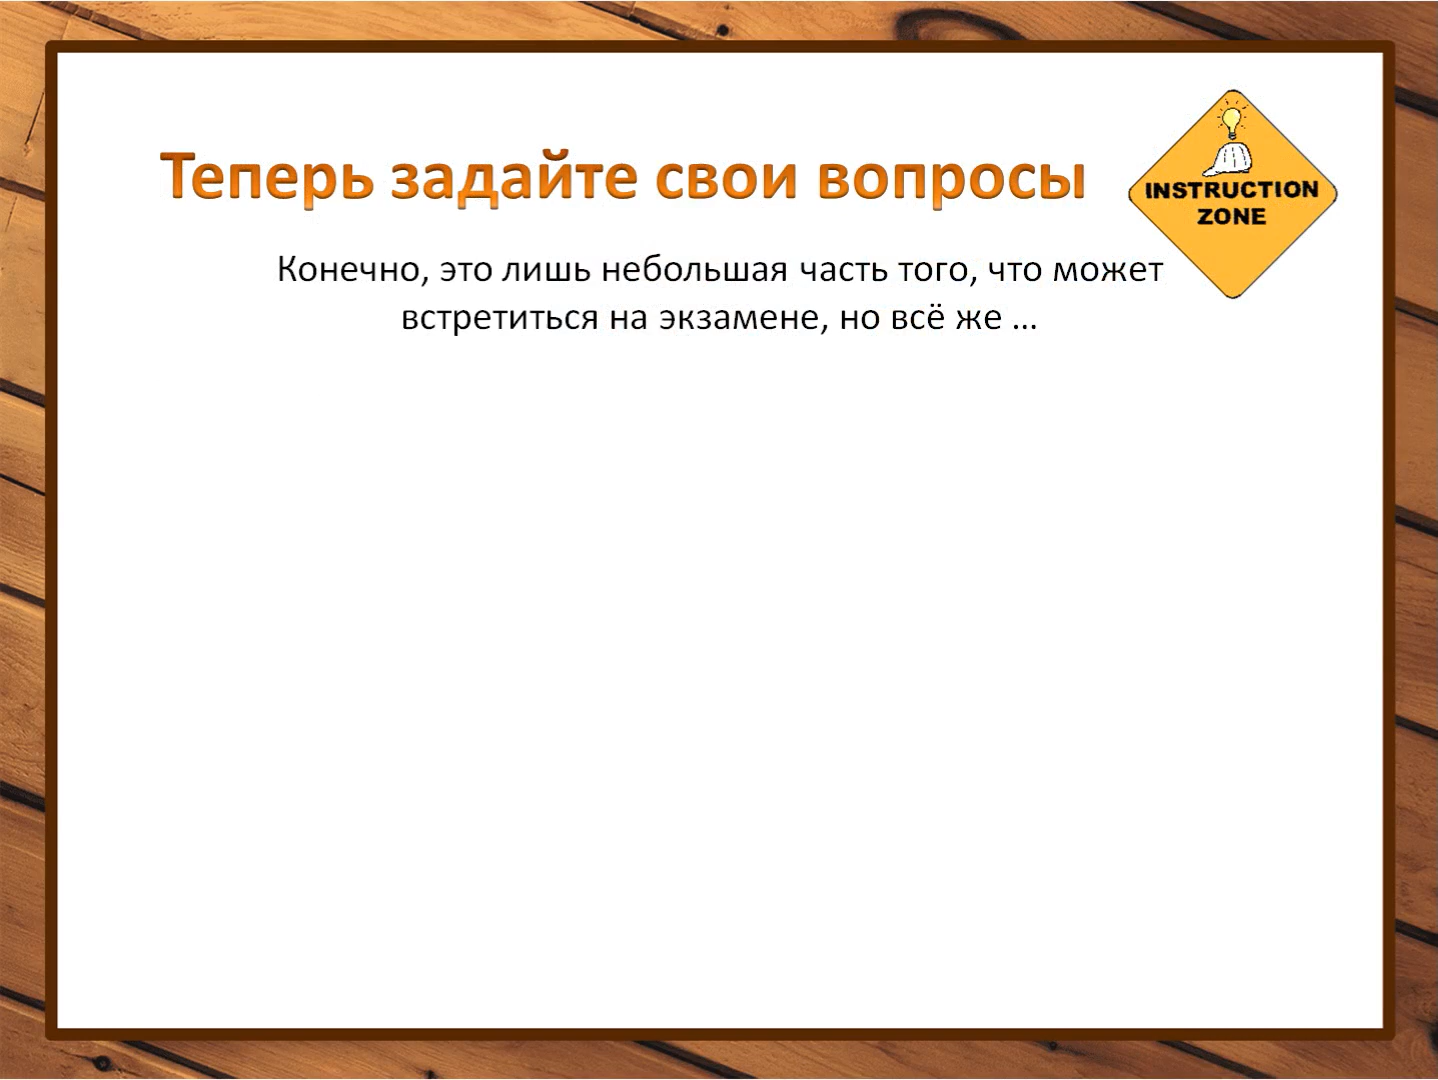 Теперь задайте свои вопросы
INSTRUCTION
ZONE
Конечно, это лишь небольшая часть того, что может
встретиться на экзамене, но всё же ...